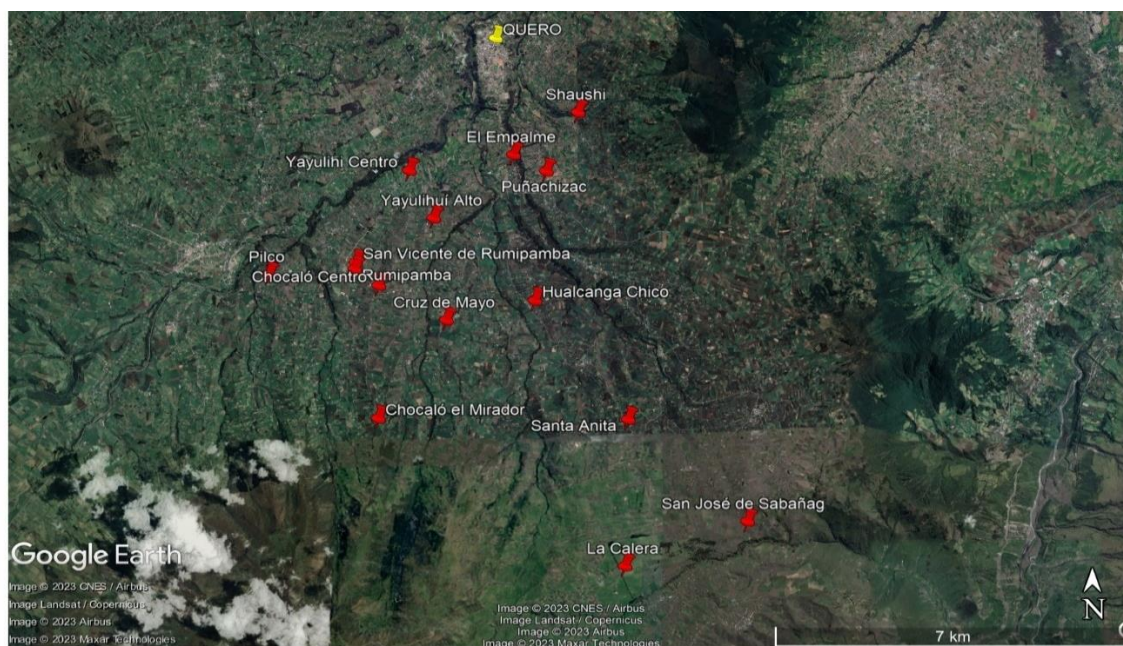 QUERO
Shaushi
El Empalme
Yayulihi Centro
Puñachizac
Yayulihuí Alto
San Vicente de Rumipamba
Pilco
Chocaló Centro
Rumipamba
Hualcanga Chico
Cruz de Mayo
Chocaló el Mirador
Santa Anita
San José de Sabañag
La Calera
Google Earth
Image © 2023 CNES / Airbus
Image Landsat / Copernicus
Image © 2023 Airbus
Image © 2023 Maxar Technologies
Image © 2023 CNES / Airbus
Image Landsat / Copernicus
Image © 2023 Airbus
Image © 2023 Maxar Technologies
N
7 km